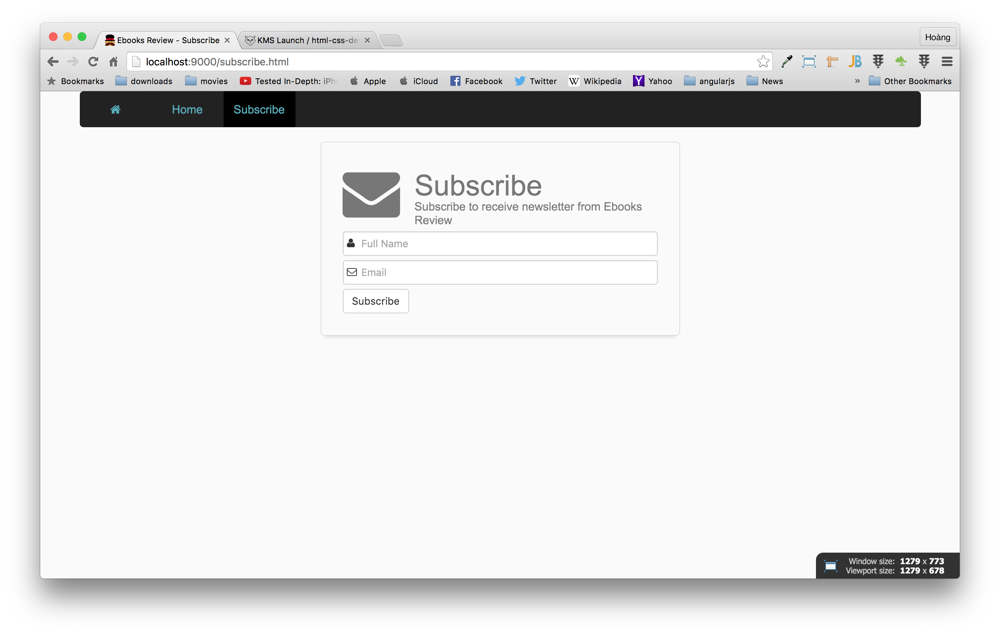 Ebooks Review - Subscribe
KMS Launch / html-css-de
Hoàng
localhost:9000/subscribe.html
Bookmarks
downloads
movies
Tested In-Depth: iPh
Apple
iCloud
Facebook
Twitter
W Wikipedia
Y Yahoo
angularjs
News
» Other Bookmarks
JB
Home
Subscribe
Subscribe
Subscribe to receive newsletter from Ebooks
Review
Full Name
Email
Subscribe
Window size: 1279 x 773
Viewport size: 1279 x 678